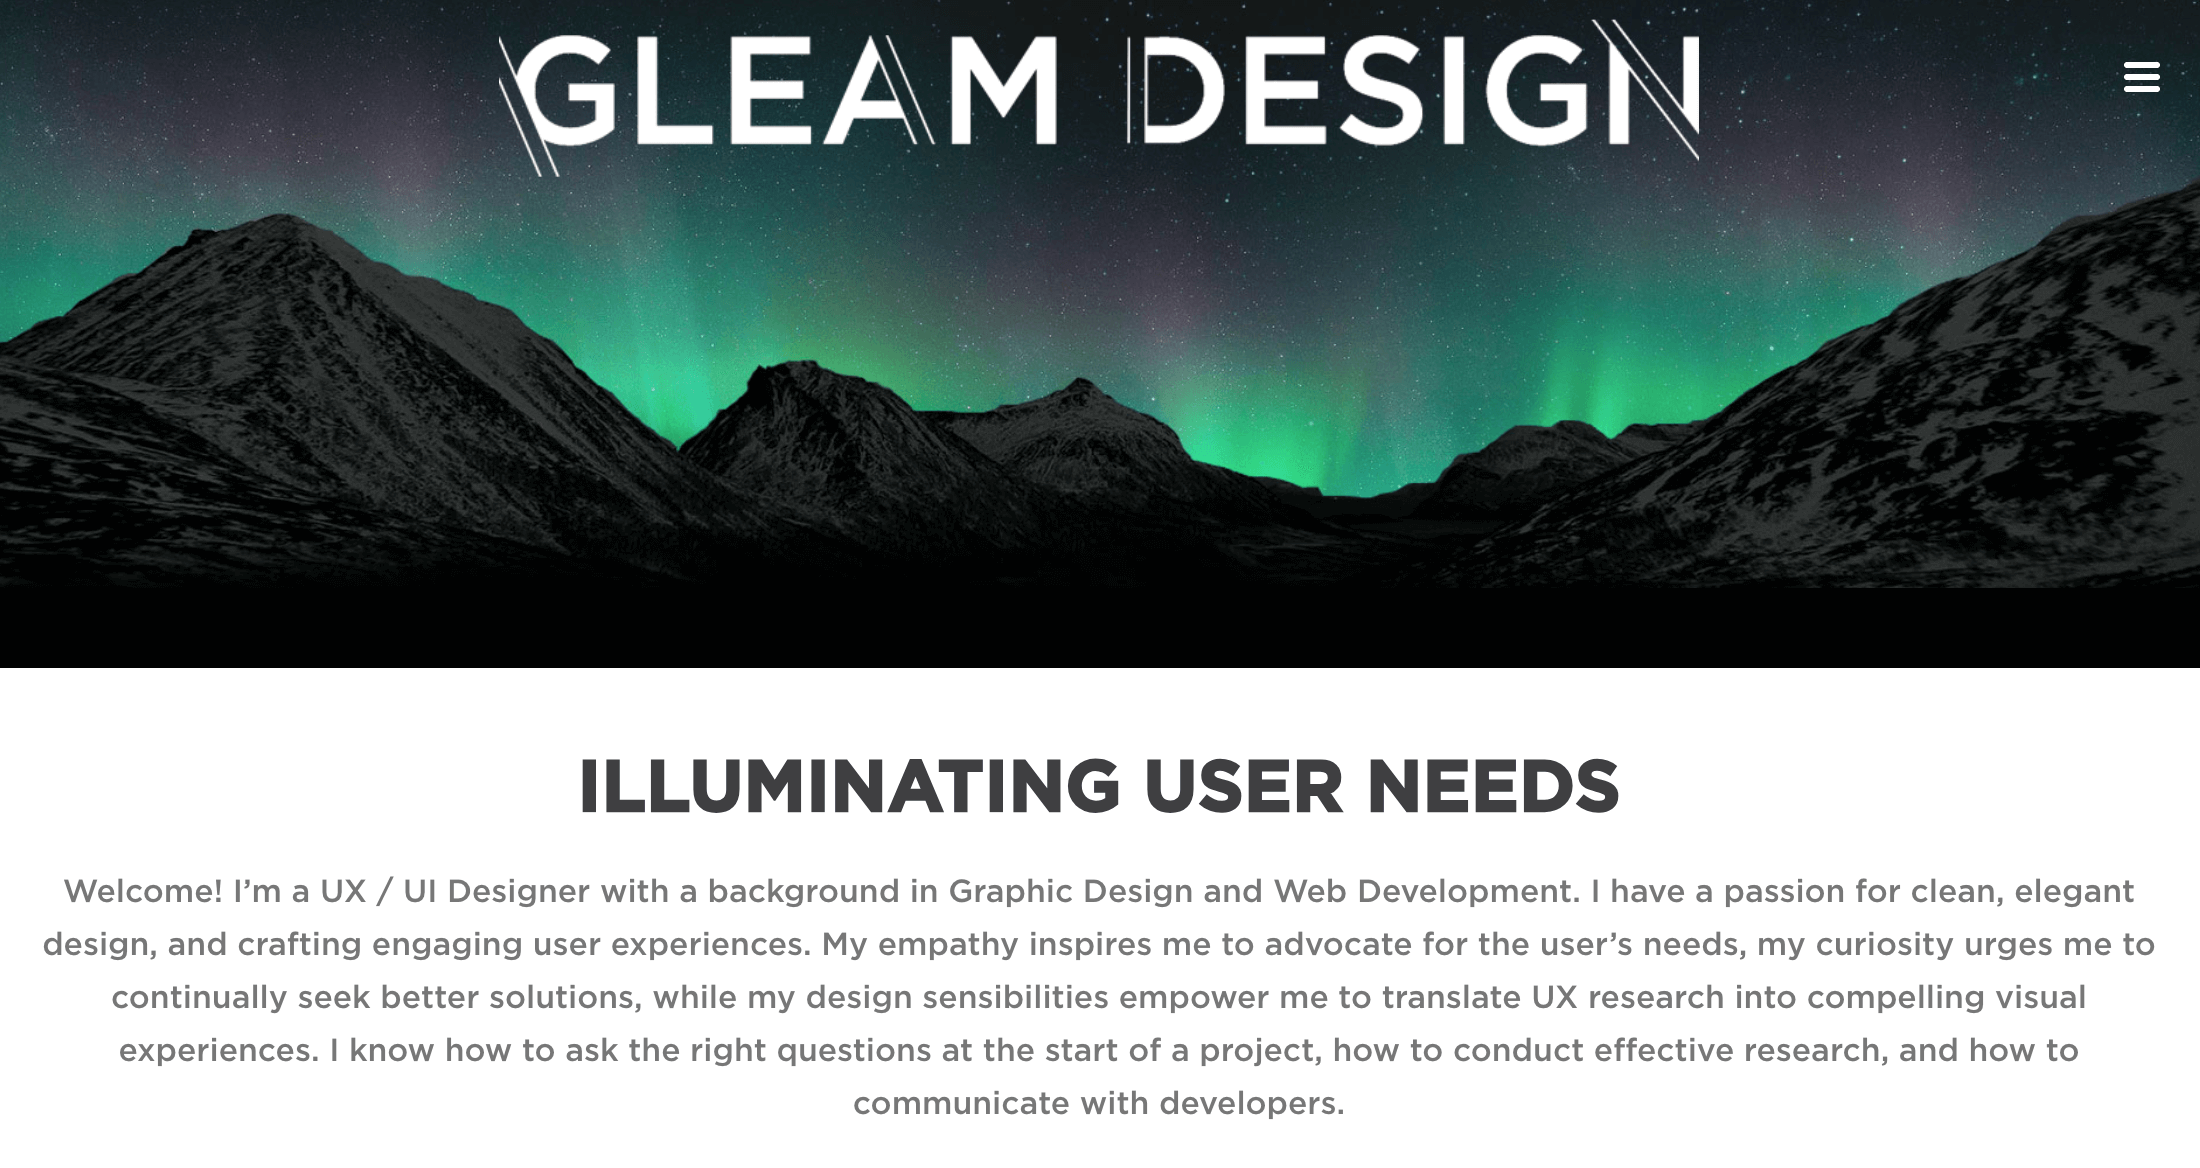 GLEAM DESIGN
ILLUMINATING USER NEEDS
Welcome! I’m a UX / UI Designer with a background in Graphic Design and Web Development. I have a passion for clean, elegant
design, and crafting engaging user experiences. My empathy inspires me to advocate for the user’s needs, my curiosity urges me to
continually seek better solutions, while my design sensibilities empower me to translate UX research into compelling visual
experiences. I know how to ask the right questions at the start of a project, how to conduct effective research, and how to
communicate with developers.